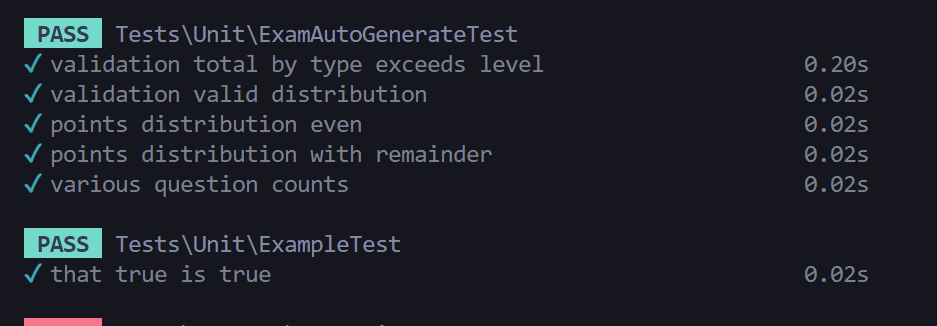 PASS Tests\Unit\ExamAutoGenerateTest
✓ validation total by type exceeds level 0.20s
✓ validation valid distribution 0.02s
✓ points distribution even 0.02s
✓ points distribution with remainder 0.02s
✓ various question counts 0.02s
PASS Tests\Unit\ExampleTest
✓ that true is true 0.02s